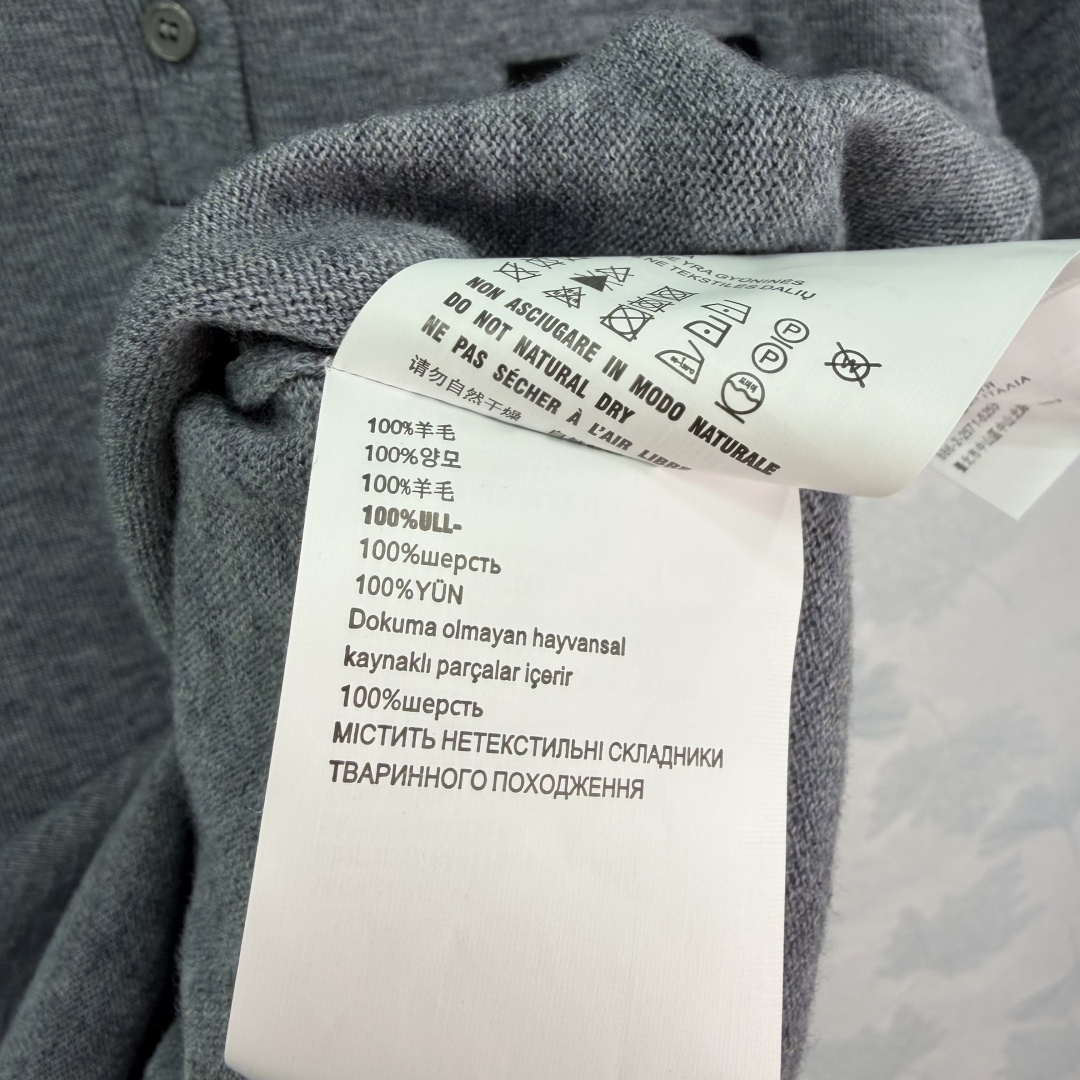 NE TEKSTILĖS DALIŲ
NON ASCIUGARE IN MODO NATURALE
DO NOT NATURAL DRY
NE PAS SÉCHER À L'AIR LIBRE
请勿自然干燥
100%羊毛
100%양모
100%羊毛
100%ULL-
100%шерсть
100%YÜN
Dokuma olmayan hayvansal
kaynaklı parçalar içerir
100%шерсть
МІСТИТЬ НЕТЕКСТИЛЬНІ СКЛАДНИКИ
ТВАРИННОГО ПОХОДЖЕННЯ